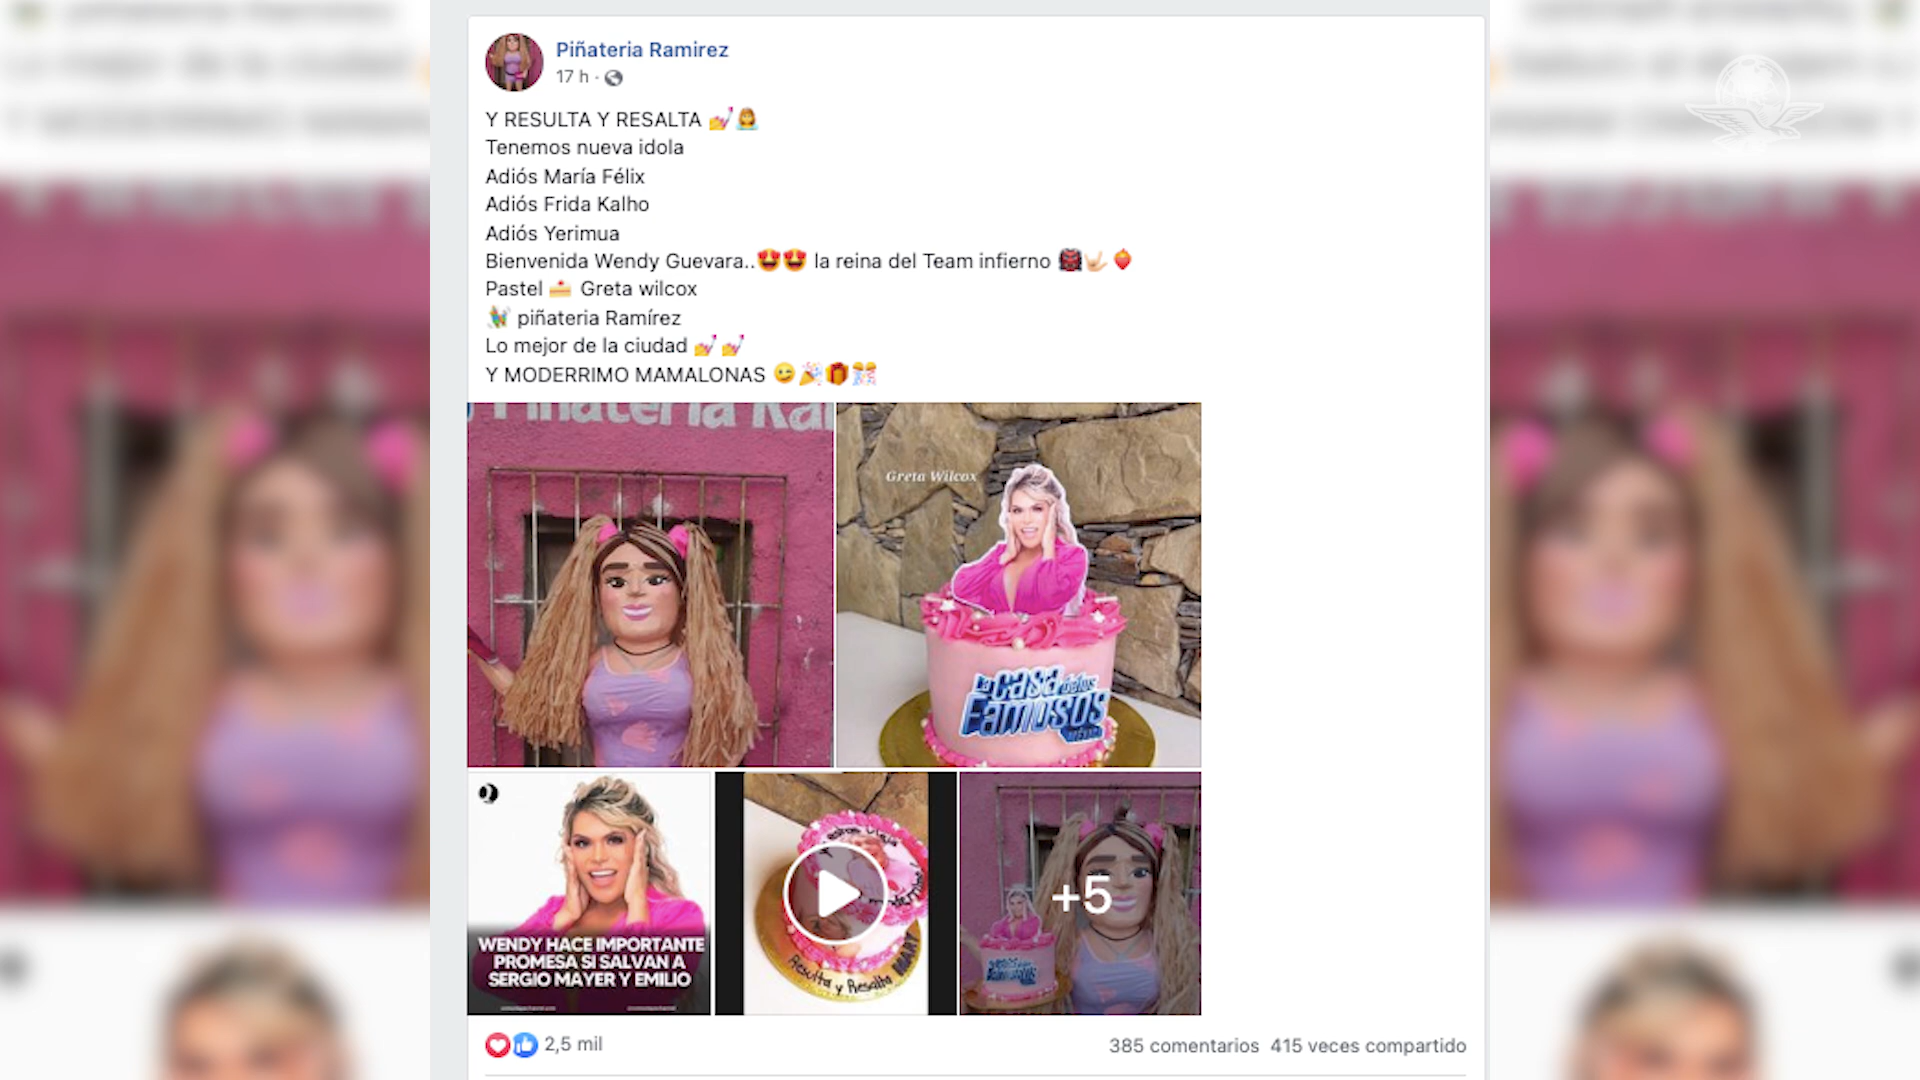 Piñateria Ramirez
17 h ·
Y RESULTA Y RESALTA
Tenemos nueva idola
Adiós María Félix
Adiós Frida Kalho
Adiós Yerimua
Bienvenida Wendy Guevara.. la reina del Team infierno
Pastel Greta wilcox
piñateria Ramírez
Lo mejor de la ciudad
Y MODERRIMO MAMALONAS
Piñateria Ra
Greta Wilcox
La casa de los
Famosos
WENDY HACE IMPORTANTE
PROMESA SI SALVAN A
SERGIO MAYER Y EMILIO
Resulta y Resalta
+5
2,5 mil
385 comentarios 415 veces compartido